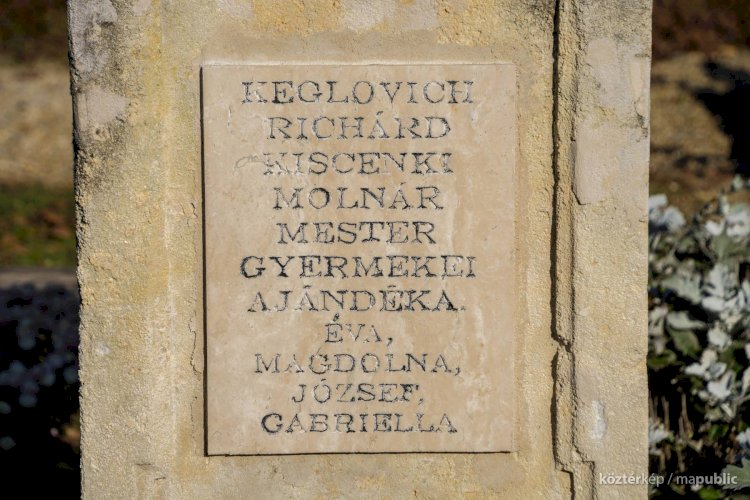 KEGLOVICH
RICHÁRD
KISCENKI
MOLNÁR
MESTER
GYERMEKEI
AJÁNDÉKA.
ÉVA,
MAGDOLNA,
JÓZSEF,
GABRIELLA
köztérkép / mapublic